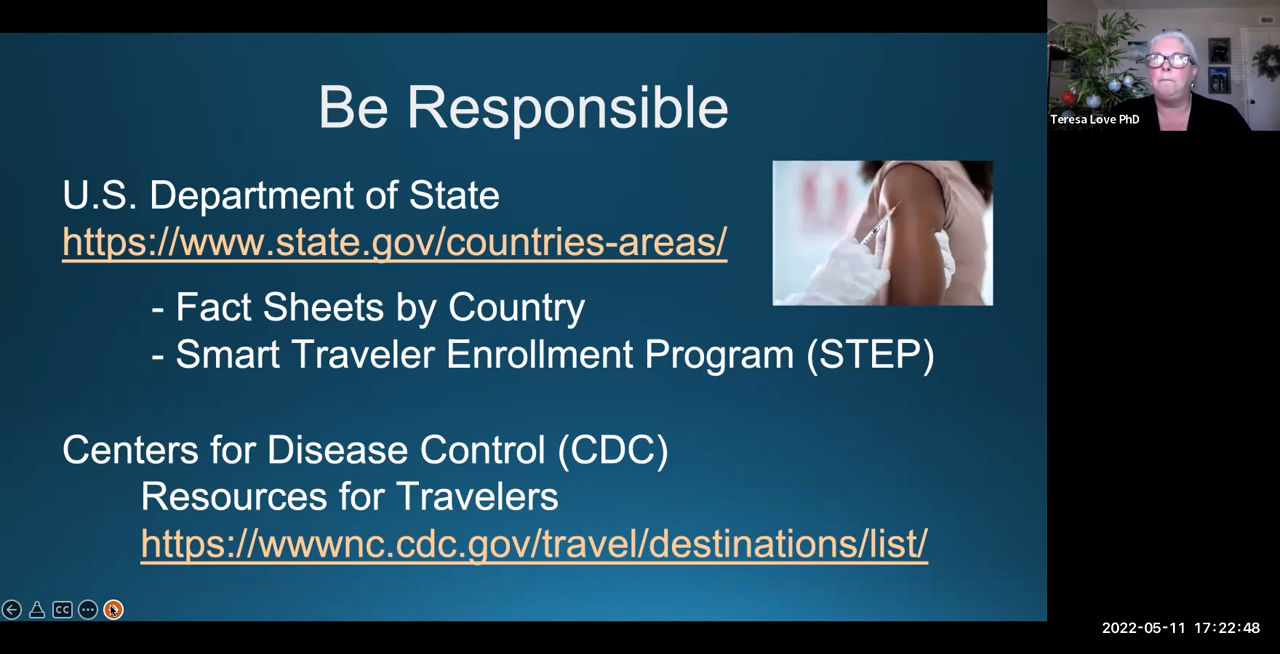 Be Responsible
U.S. Department of State
https://www.state.gov/countries-areas/
- Fact Sheets by Country
- Smart Traveler Enrollment Program (STEP)
Centers for Disease Control (CDC)
Resources for Travelers
https://wwwnc.cdc.gov/travel/destinations/list/
Teresa Love PhD
CC
2022-05-11 17:22:48